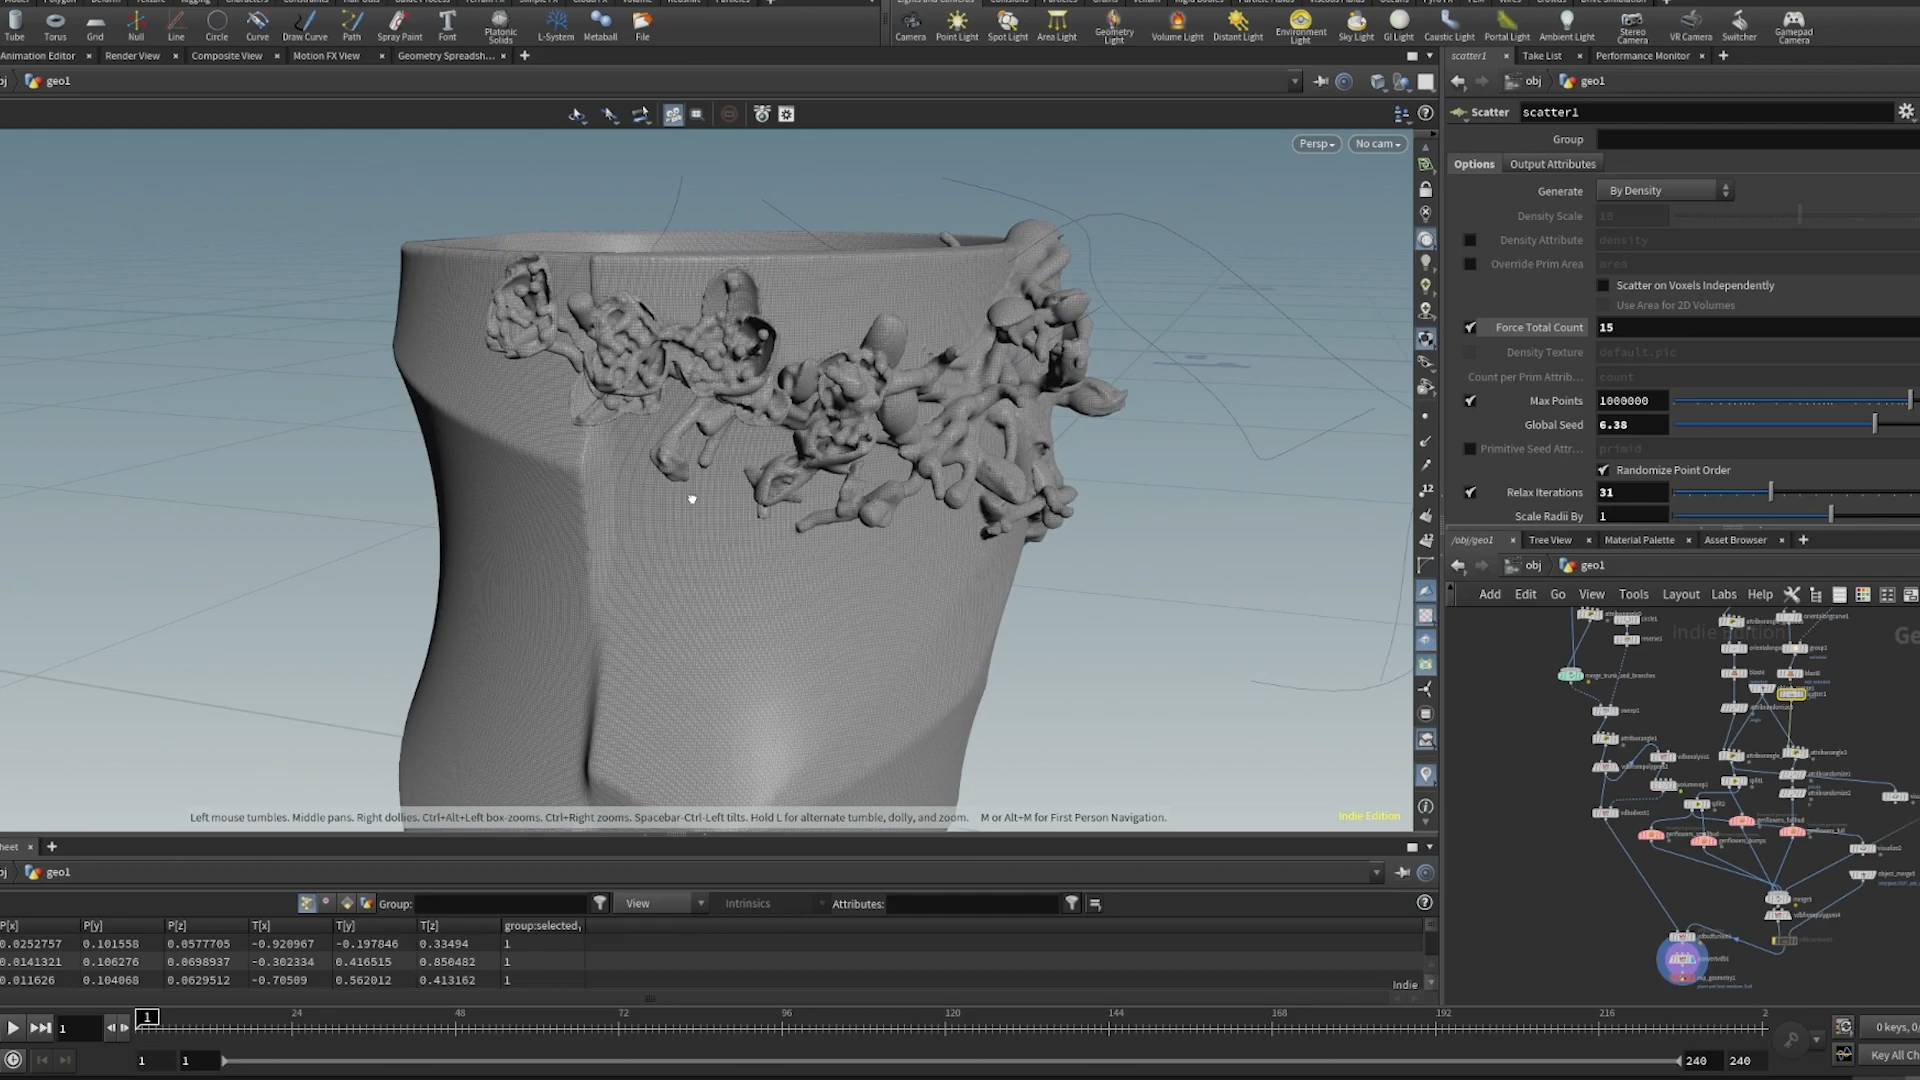 Tube Torus Grid Null Line Circle Curve Draw Curve Path Spray Paint Font Platonic Solids L-System Metaball File
Camera Point Light Spot Light Area Light Geometry Light Volume Light Distant Light Environment Light Sky Light GI Light Caustic Light Portal Light Ambient Light Stereo Camera VR Camera Switcher Gamepad Camera
Animation Editor Render View Composite View Motion FX View Geometry Spreadsh...
scatter1 Take List Performance Monitor
geo1
obj geo1
Scatter scatter1
Group
Persp No cam
Options Output Attributes
Generate By Density
Density Scale 10
Density Attribute density
Override Prim Area area
Scatter on Voxels Independently
Use Area for 2D Volumes
Force Total Count 15
Density Texture default.pic
Count per Prim Attrib... count
Max Points 1000000
Global Seed 6.38
Primitive Seed Attr... primid
Randomize Point Order
Relax Iterations 31
Scale Radii By 1
/obj/geo1 Tree View Material Palette Asset Browser
obj geo1
Add Edit Go View Tools Layout Labs Help
Indie Edition
Ge
merge_trunk_and_branches
Left mouse tumbles. Middle pans. Right dollies. Ctrl+Alt+Left box-zooms. Ctrl+Right zooms. Spacebar-Ctrl-Left tilts. Hold L for alternate tumble, dolly, and zoom. M or Alt+M for First Person Navigation.
Indie Edition
heet
geo1
Group: View Intrinsics Attributes:
P[x] P[y] P[z] T[x] T[y] T[z] group:selected,
0.0252757 0.101558 0.0577705 -0.920967 -0.197846 0.33494 1
0.0141321 0.106276 0.0698937 -0.302334 0.416515 0.850482 1
0.011626 0.104068 0.0629512 -0.70509 0.562012 0.413162 1
Indie
1 1 24 48 72 96 120 144 168 192 216 2
0 keys, 0/
1 1 240 240
Key All Ch